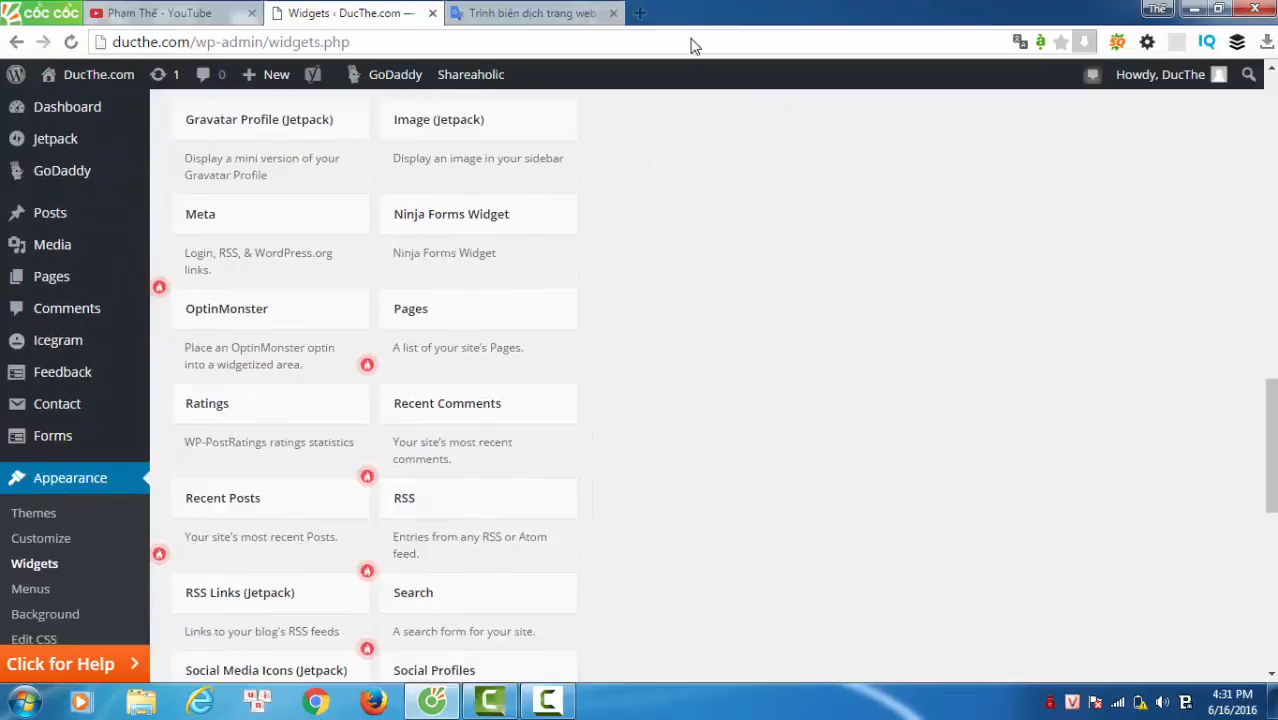 CỐC CỐC
Phạm Thế - YouTube
Widgets ‹ DucThe.com —
Trình biên dịch trang web
Thế
ducthe.com/wp-admin/widgets.php
DucThe.com
1
0
New
GoDaddy
Shareaholic
Howdy, DucThe
Dashboard
Jetpack
GoDaddy
Posts
Media
Pages
Comments
Icegram
Feedback
Contact
Forms
Appearance
Themes
Customize
Widgets
Menus
Background
Edit CSS
Click for Help
Gravatar Profile (Jetpack)
Display a mini version of your
Gravatar Profile
Image (Jetpack)
Display an image in your sidebar
Meta
Login, RSS, & WordPress.org
links.
Ninja Forms Widget
Ninja Forms Widget
OptinMonster
Place an OptinMonster optin
into a widgetized area.
Pages
A list of your site's Pages.
Ratings
WP-PostRatings ratings statistics
Recent Comments
Your site's most recent
comments.
Recent Posts
Your site's most recent Posts.
RSS
Entries from any RSS or Atom
feed.
RSS Links (Jetpack)
Links to your blog's RSS feeds
Search
A search form for your site.
Social Media Icons (Jetpack)
Social Profiles
4:31 PM
6/16/2016